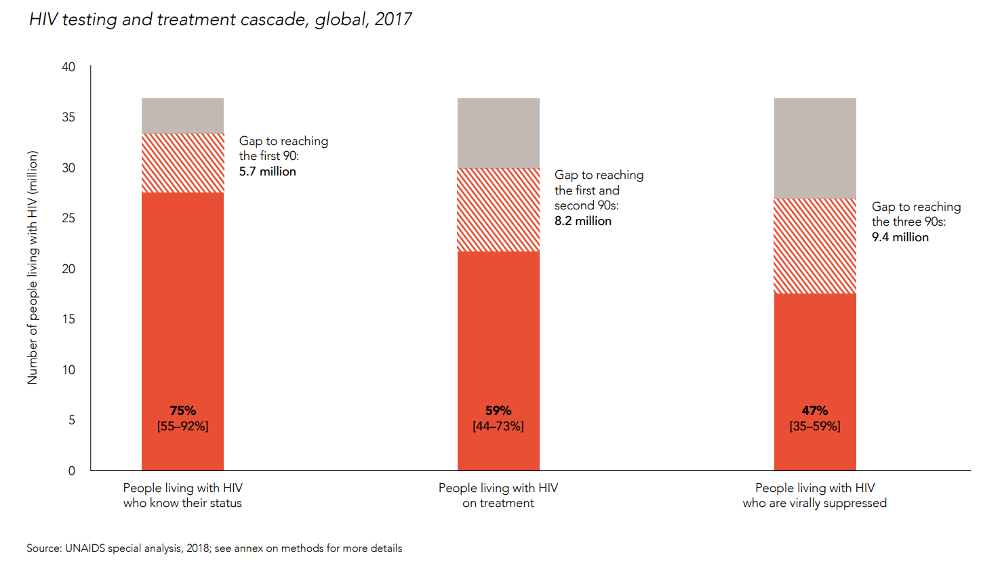 HIV testing and treatment cascade, global, 2017
Number of people living with HIV (million)
40
35
30
25
20
15
10
5
0
Gap to reaching
the first 90:
5.7 million
75%
[55–92%]
People living with HIV
who know their status
Gap to reaching
the first and
second 90s:
8.2 million
59%
[44–73%]
People living with HIV
on treatment
Gap to reaching
the three 90s:
9.4 million
47%
[35–59%]
People living with HIV
who are virally suppressed
Source: UNAIDS special analysis, 2018; see annex on methods for more details